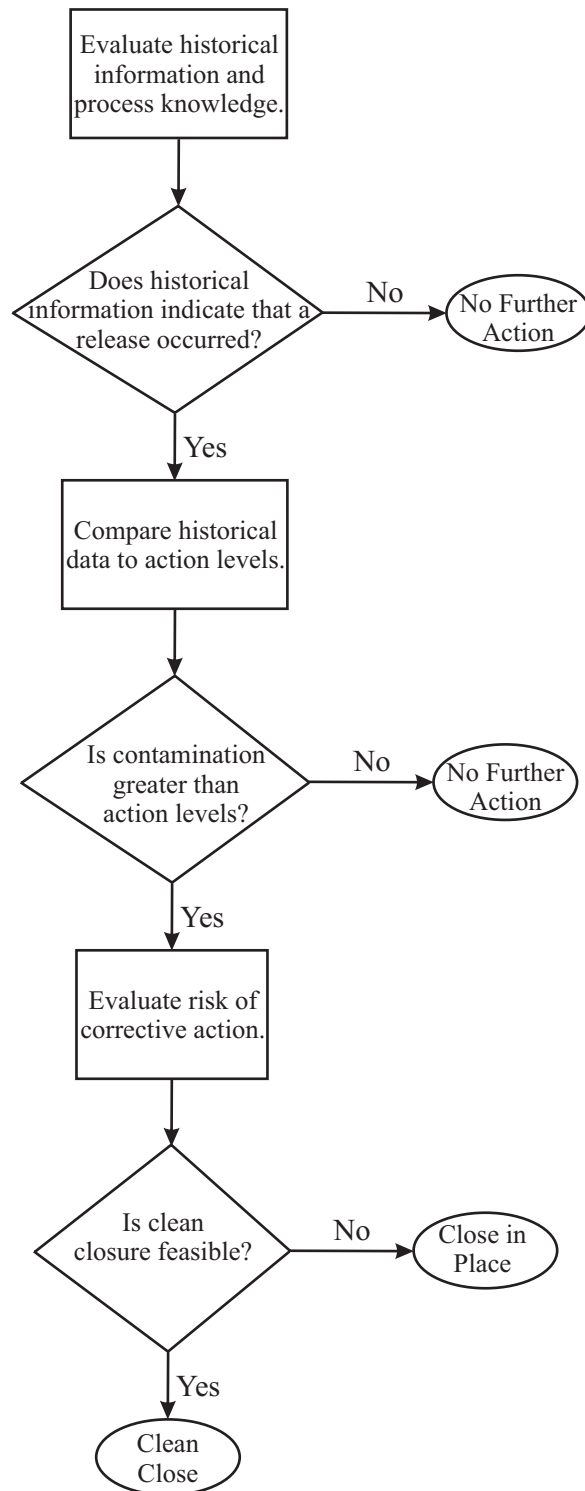 Evaluate historical
information and
process knowledge.
Does historical
information indicate that a
release occurred?
No
No Further
Action
Yes
Compare historical
data to action levels.
Is contamination
greater than
action levels?
No
No Further
Action
Yes
Evaluate risk of
corrective action.
Is clean
closure feasible?
No
Close in
Place
Yes
Clean
Close